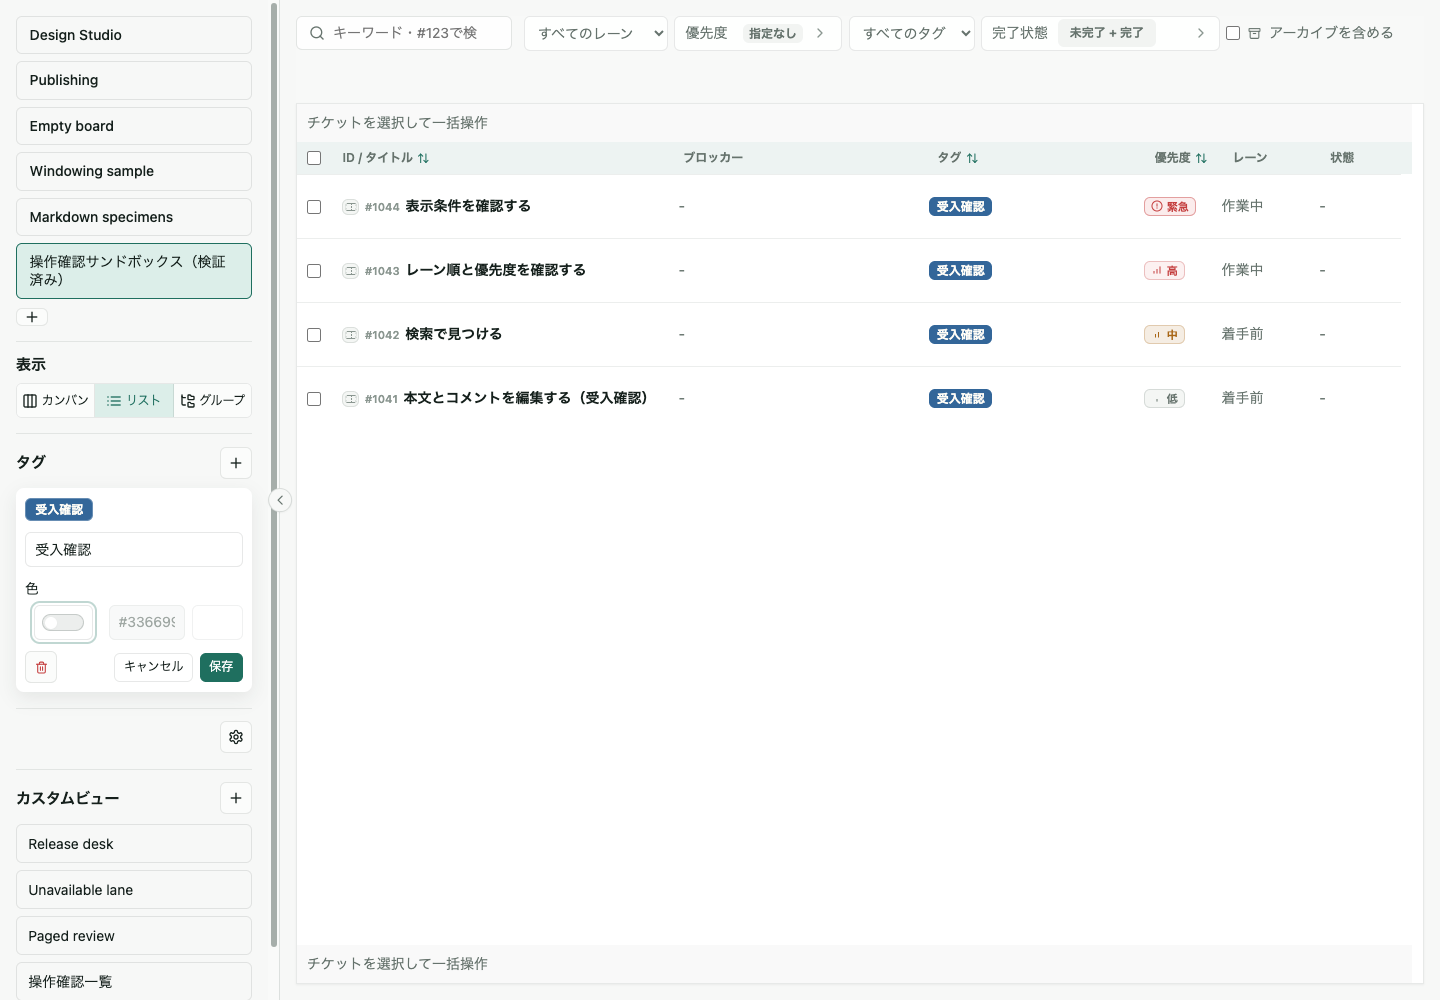 Design Studio
Publishing
Empty board
Windowing sample
Markdown specimens
操作確認サンドボックス（検証
済み）
表示
カンバン リスト グループ
タグ
受入確認
受入確認
色
#336699
キャンセル 保存
カスタムビュー
Release desk
Unavailable lane
Paged review
操作確認一覧
キーワード・#123で検
すべてのレーン
優先度 指定なし
すべてのタグ
完了状態 未完了 + 完了
アーカイブを含める
チケットを選択して一括操作
ID / タイトル ブロッカー タグ 優先度 レーン 状態
#1044 表示条件を確認する - 受入確認 緊急 作業中 -
#1043 レーン順と優先度を確認する - 受入確認 高 作業中 -
#1042 検索で見つける - 受入確認 中 着手前 -
#1041 本文とコメントを編集する（受入確認） - 受入確認 低 着手前 -
チケットを選択して一括操作